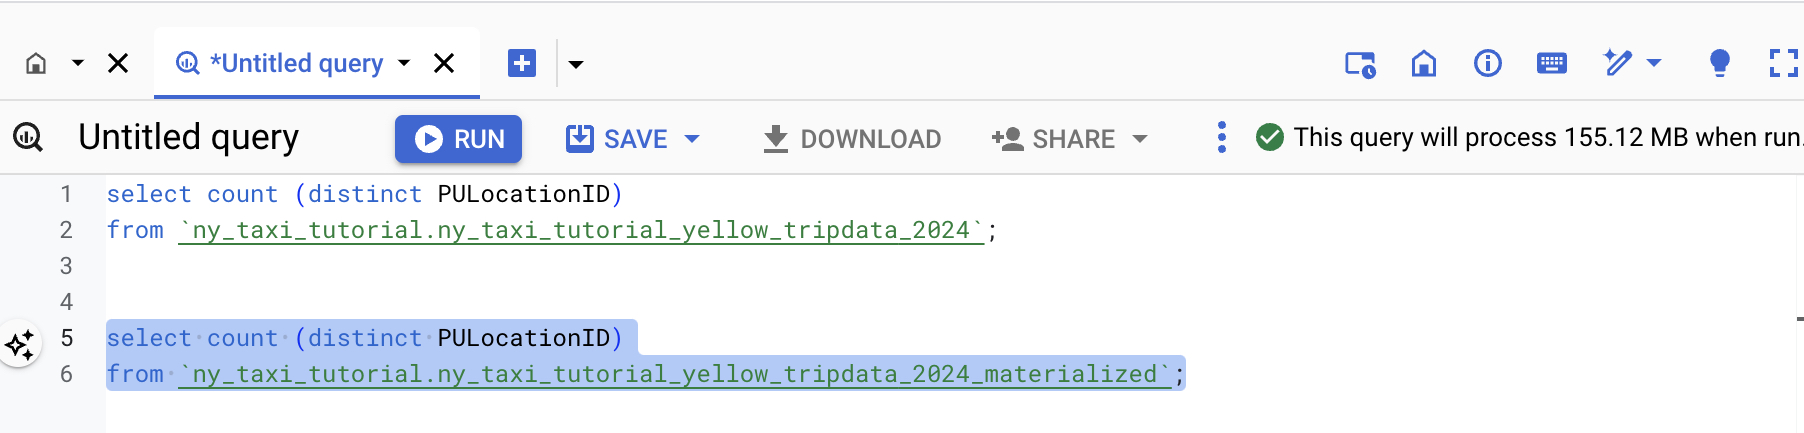 *Untitled query
Untitled query RUN SAVE DOWNLOAD SHARE This query will process 155.12 MB when run.
1 select count (distinct PULocationID)
2 from `ny_taxi_tutorial.ny_taxi_tutorial_yellow_tripdata_2024`;
3
4
5 select count (distinct PULocationID)
6 from `ny_taxi_tutorial.ny_taxi_tutorial_yellow_tripdata_2024_materialized`;